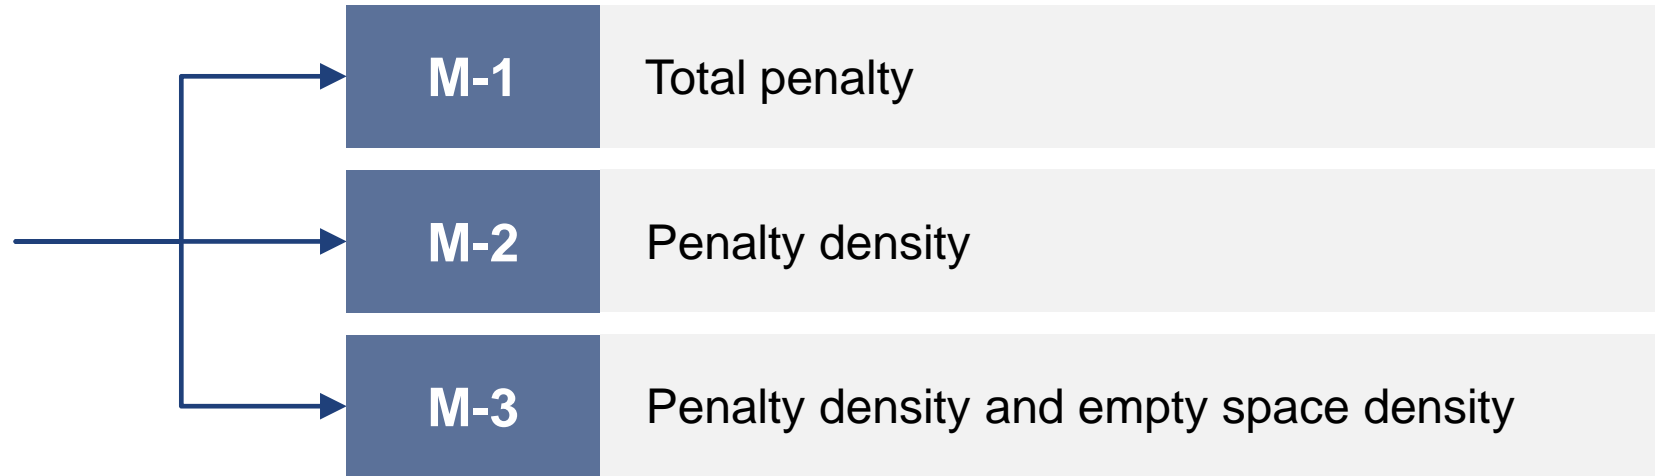 M-1 Total penalty
M-2 Penalty density
M-3 Penalty density and empty space density